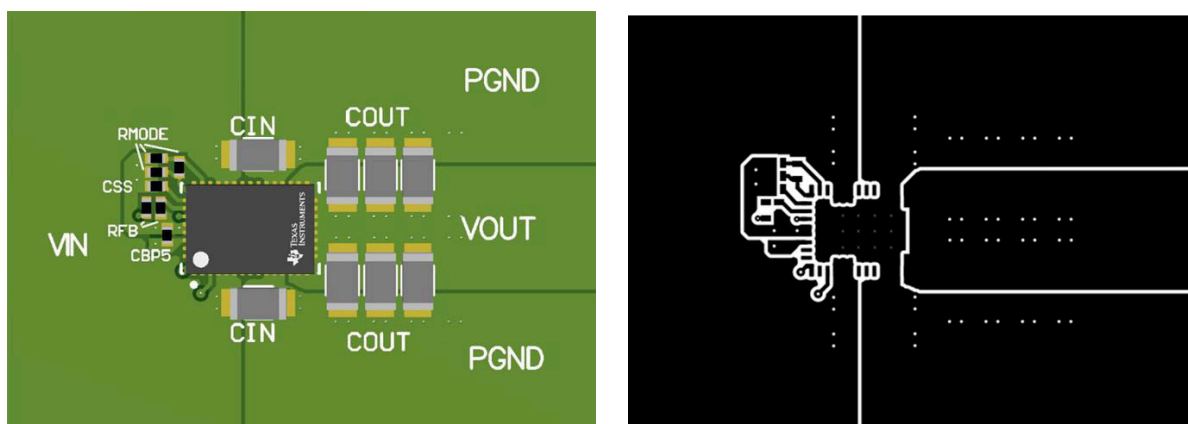 PGND
COUT
CIN
RMODE
CSS
TEXAS
INSTRUMENTS
VOUT
RFB
VIN
CBP5
CIN
COUT
PGND